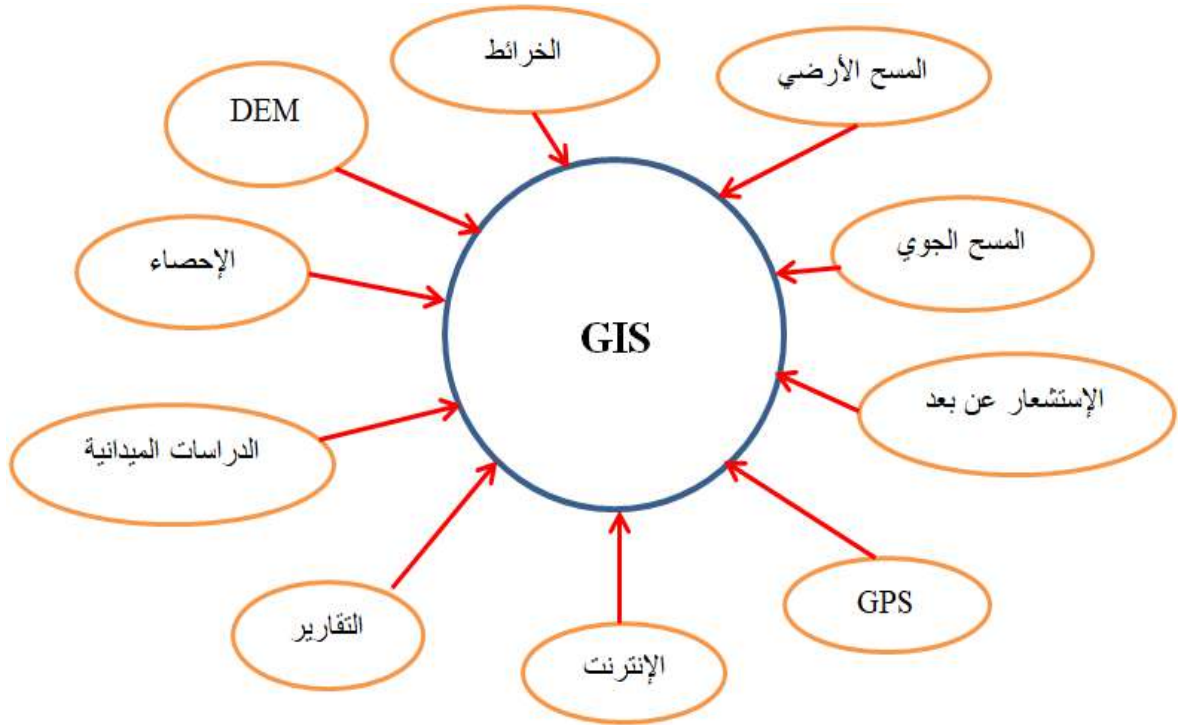 الخرائط
المسح الأرضي
DEM
المسح الجوي
الإحصاء
GIS
الإستشعار عن بعد
الدراسات الميدانية
GPS
التقارير
الإنترنت